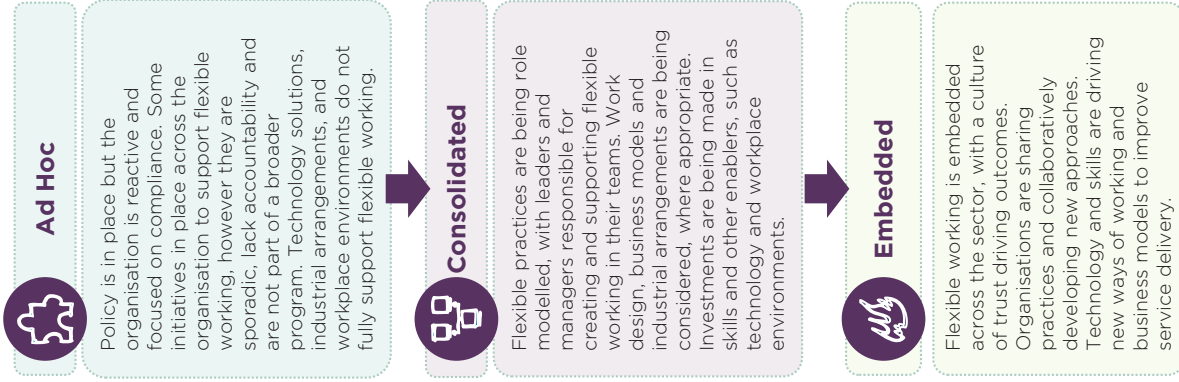 Ad Hoc
Policy is in place but the
organisation is reactive and
focused on compliance. Some
initiatives in place across the
organisation to support flexible
working, however they are
sporadic, lack accountability and
are not part of a broader
program. Technology solutions,
industrial arrangements, and
workplace environments do not
fully support flexible working.
Consolidated
Flexible practices are being role
modelled, with leaders and
managers responsible for
creating and supporting flexible
working in their teams. Work
design, business models and
industrial arrangements are being
considered, where appropriate.
Investments are being made in
skills and other enablers, such as
technology and workplace
environments.
Embedded
Flexible working is embedded
across the sector, with a culture
of trust driving outcomes.
Organisations are sharing
practices and collaboratively
developing new approaches.
Technology and skills are driving
new ways of working and
business models to improve
service delivery.